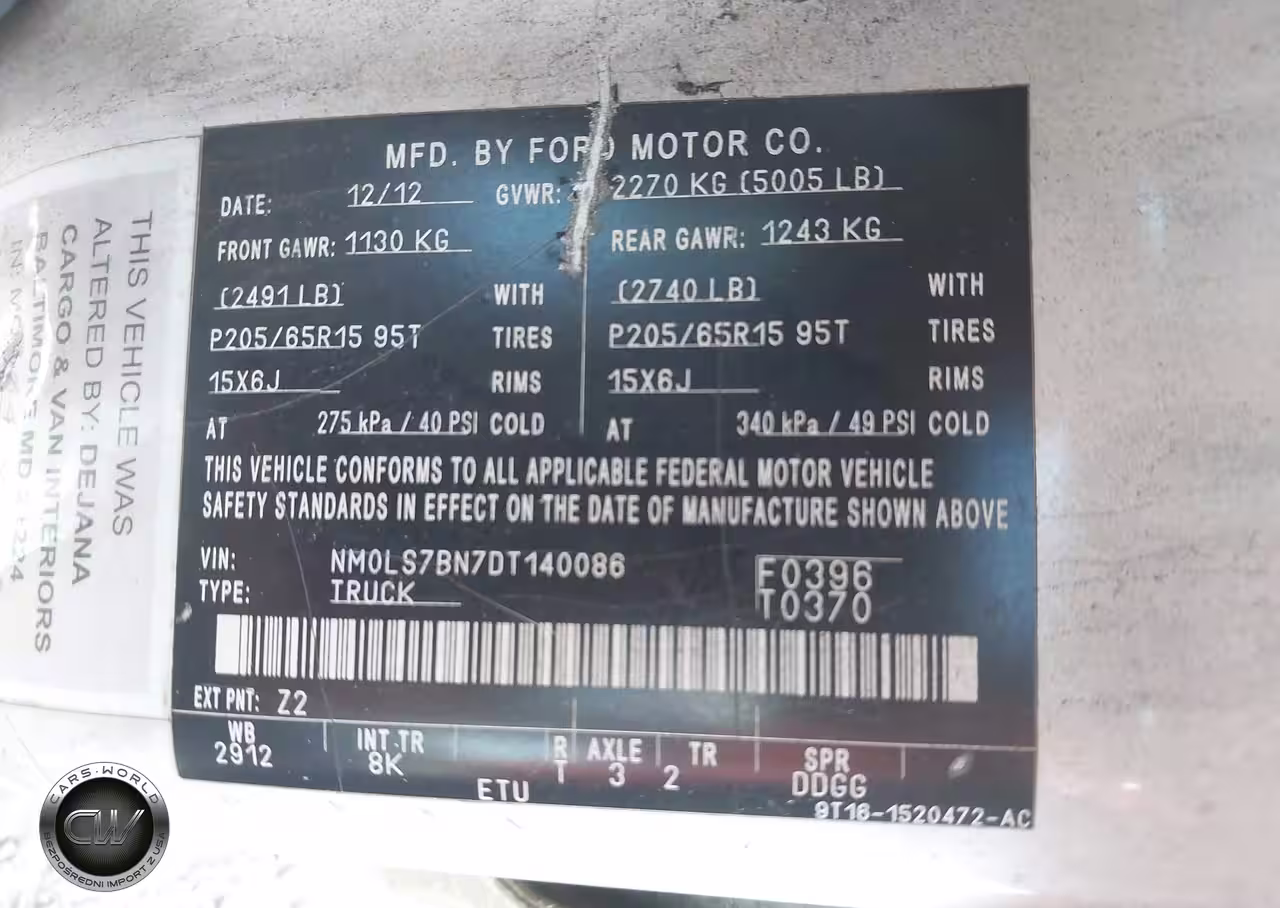 MFD. BY FORD MOTOR CO.
DATE: 12/12 GVWR: 2270 KG (5005 LB)
FRONT GAWR: 1130 KG REAR GAWR: 1243 KG
(2491 LB) WITH (2740 LB) WITH
P205/65R15 95T TIRES P205/65R15 95T TIRES
15X6J RIMS 15X6J RIMS
AT 275 kPa / 40 PSI COLD AT 340 kPa / 49 PSI COLD
THIS VEHICLE CONFORMS TO ALL APPLICABLE FEDERAL MOTOR VEHICLE
SAFETY STANDARDS IN EFFECT ON THE DATE OF MANUFACTURE SHOWN ABOVE
VIN: NM0LS7BN7DT140086 F0396
TYPE: TRUCK T0370
EXT PNT: Z2
WB INT TR R AXLE TR SPR
2912 8K T 3 2 DDGG
ETU
9T16-1520472-AC
THIS VEHICLE WAS
ALTERED BY: DEJANA
CARGO & VAN INTERIORS
BALTIMORE MD
CARS-WORLD
CW
BEZPOŚREDNI IMPORT Z USA